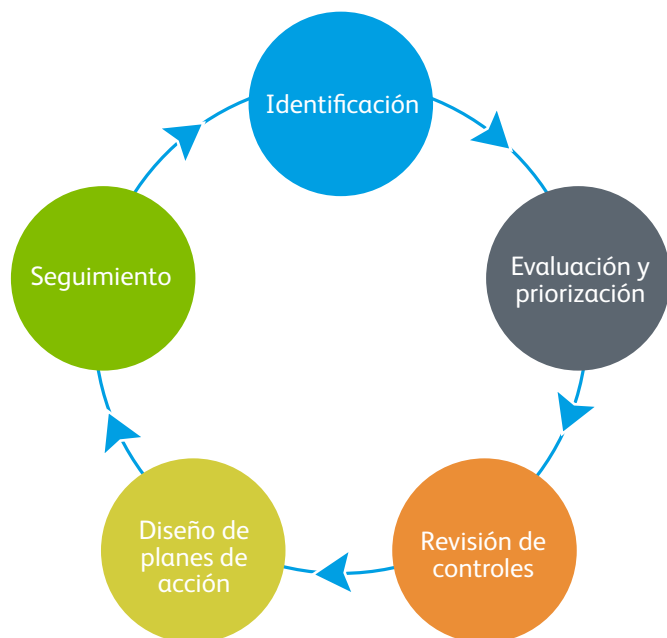 Identificación
Evaluación y
priorización
Revisión de
controles
Diseño de
planes de
acción
Seguimiento